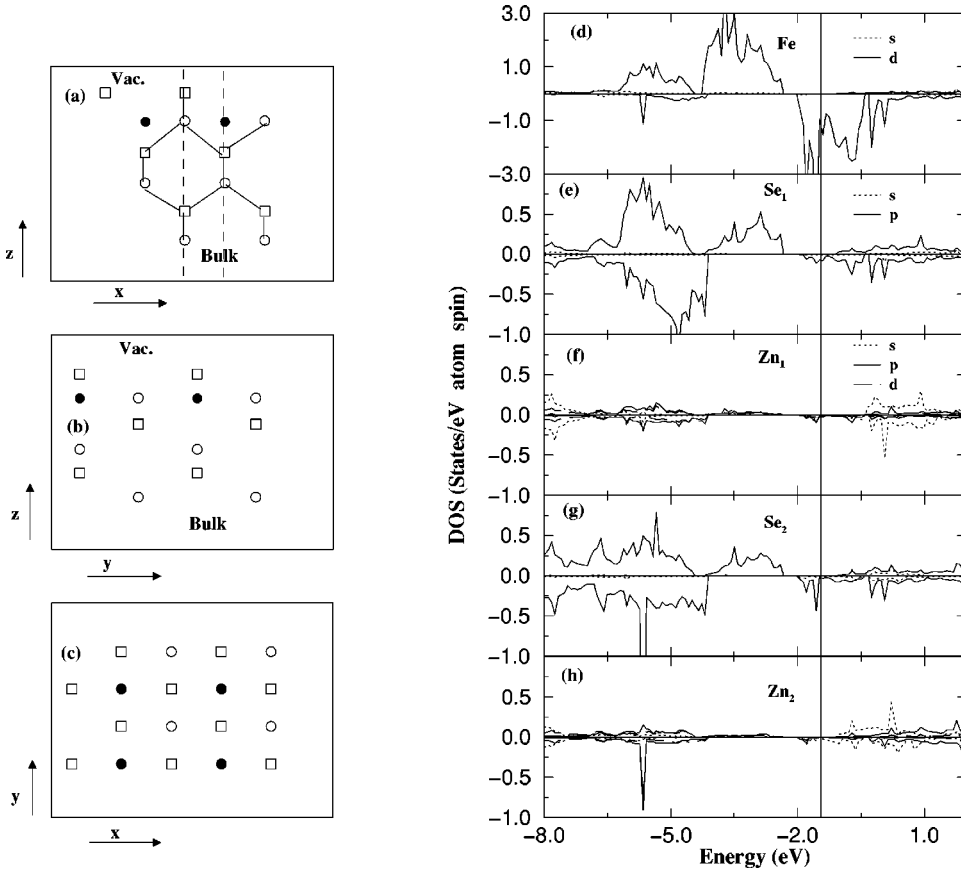 Vac.
(a)
Bulk
z
x
Vac.
(b)
Bulk
z
y
(c)
y
x
DOS (States/eV atom spin)
(d)
Fe
s
d
3.0
1.0
-1.0
-3.0
(e)
Se1
s
p
0.5
0.0
-0.5
-1.0
(f)
Zn1
s
p
d
0.5
0.0
-0.5
-1.0
(g)
Se2
0.5
0.0
-0.5
-1.0
(h)
Zn2
0.5
0.0
-0.5
-1.0
-8.0 -5.0 -2.0 1.0
Energy (eV)